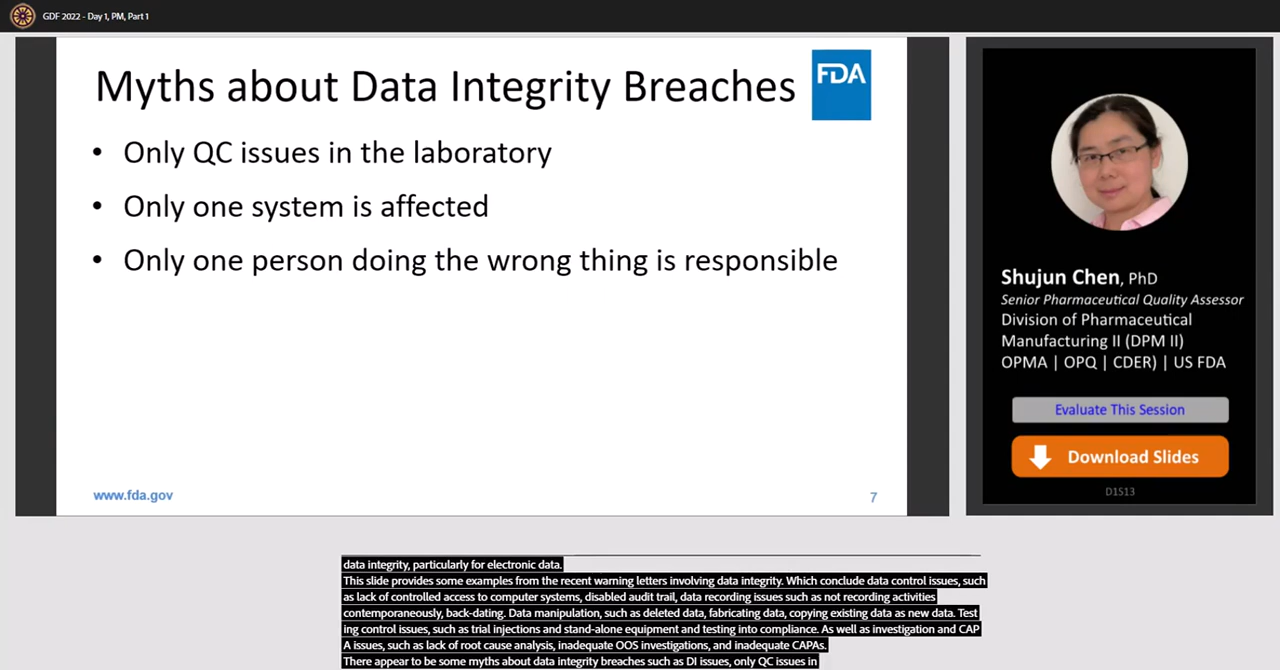 GDF 2022 - Day 1, PM, Part 1
Myths about Data Integrity Breaches
FDA
• Only QC issues in the laboratory
• Only one system is affected
• Only one person doing the wrong thing is responsible
www.fda.gov
7
Shujun Chen, PhD
Senior Pharmaceutical Quality Assessor
Division of Pharmaceutical
Manufacturing II (DPM II)
OPMA | OPQ | CDER) | US FDA
Evaluate This Session
Download Slides
D1513
data integrity, particularly for electronic data.
This slide provides some examples from the recent warning letters involving data integrity. Which conclude data control issues, such
as lack of controlled access to computer systems, disabled audit trail, data recording issues such as not recording activities
contemporaneously, back-dating. Data manipulation, such as deleted data, fabricating data, copying existing data as new data. Test
ing control issues, such as trial injections and stand-alone equipment and testing into compliance. As well as investigation and CAP
A issues, such as lack of root cause analysis, inadequate OOS investigations, and inadequate CAPAs.
There appear to be some myths about data integrity breaches such as DI issues, only QC issues in